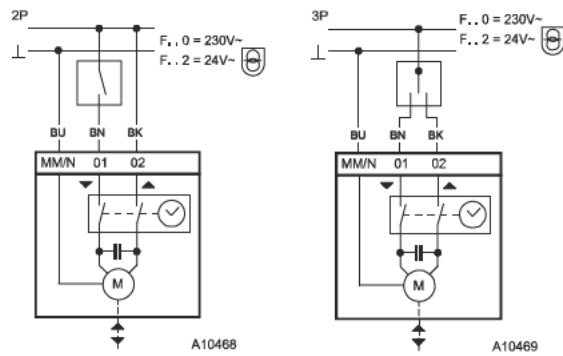 2P
F . . 0 = 230V~
F . . 2 = 24V~
BU BN BK
MM/N 01 02
M
A10468
3P
F . . 0 = 230V~
F . . 2 = 24V~
BU BN BK
MM/N 01 02
M
A10469